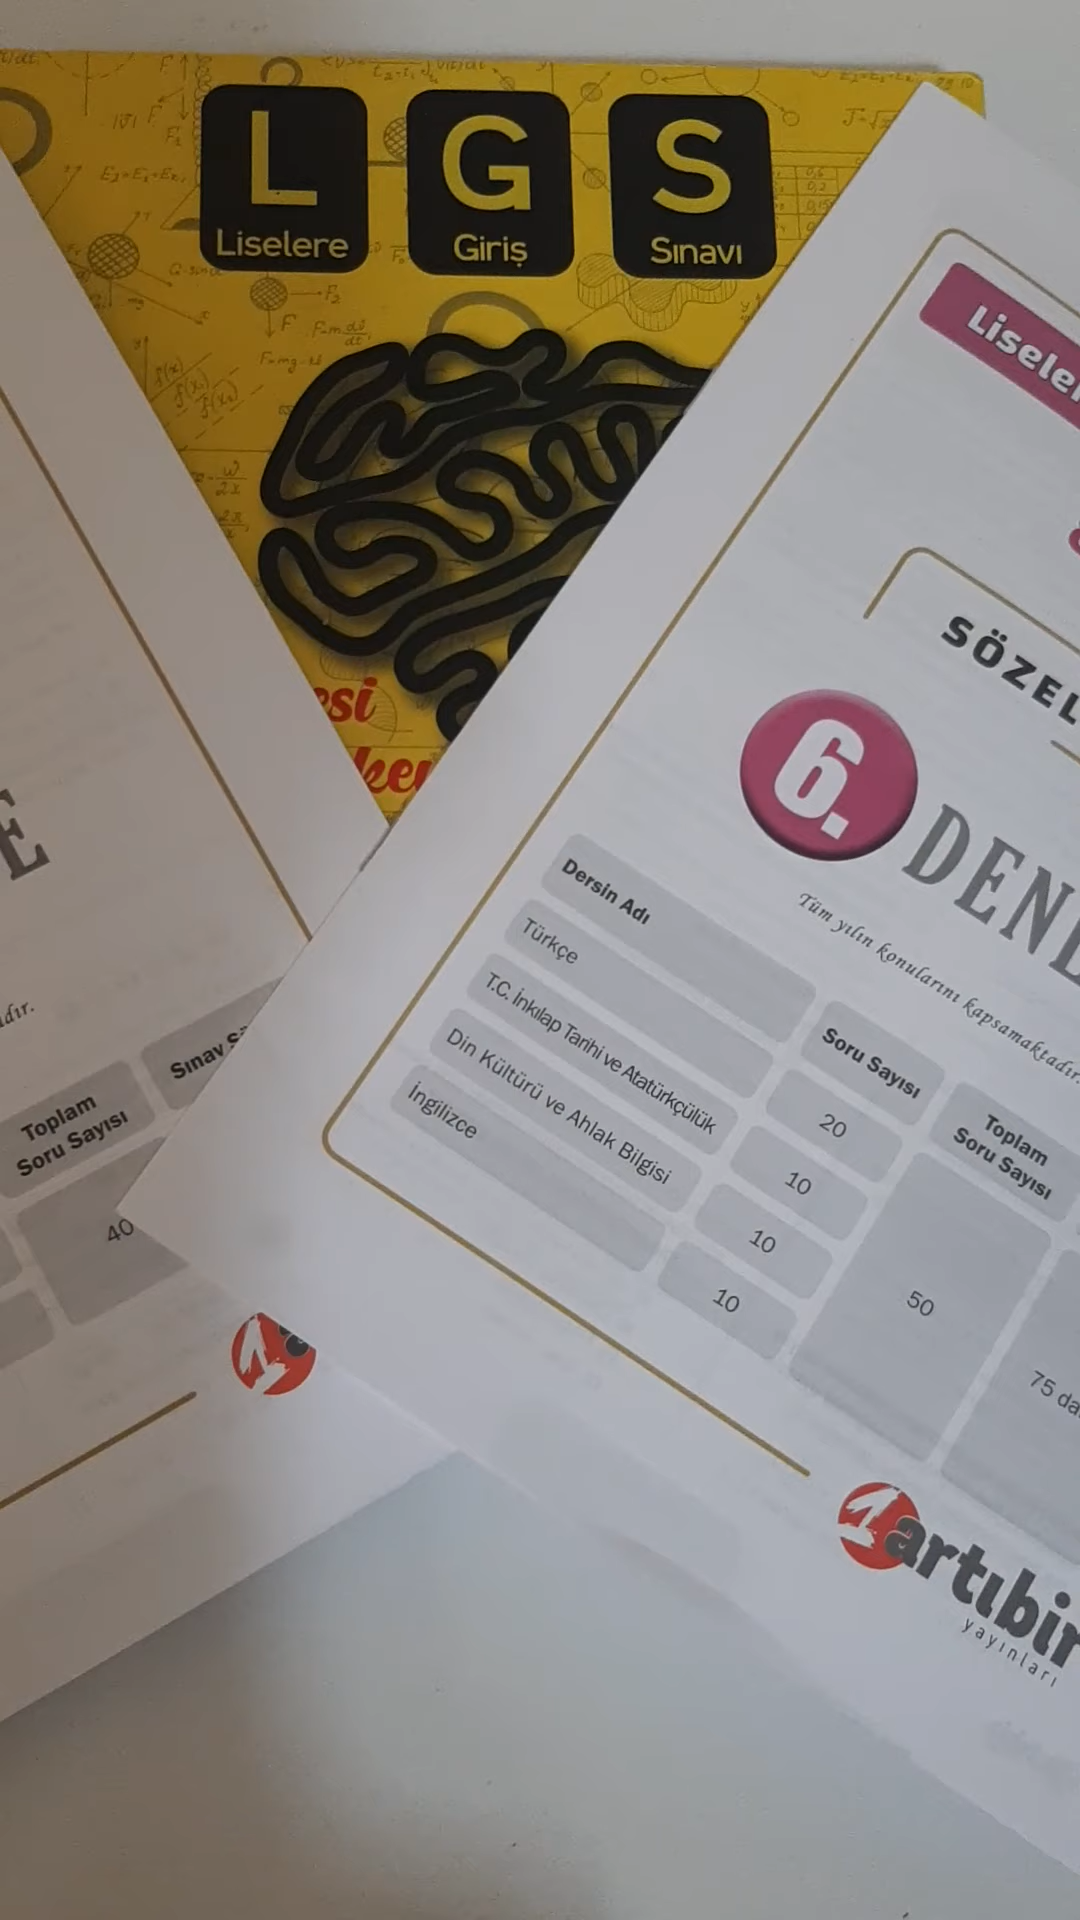 L G S
Liselere Giriş Sınavı
SÖZEL
6.
Tüm yılın konularını kapsamaktadır.
Dersin Adı
Soru Sayısı
Toplam
Soru Sayısı
Türkçe
20
T.C. İnkılap Tarihi ve Atatürkçülük
10
Din Kültürü ve Ahlak Bilgisi
10
İngilizce
10
50
75
artıbir
yayınları
Sınav
Toplam
Soru Sayısı
40